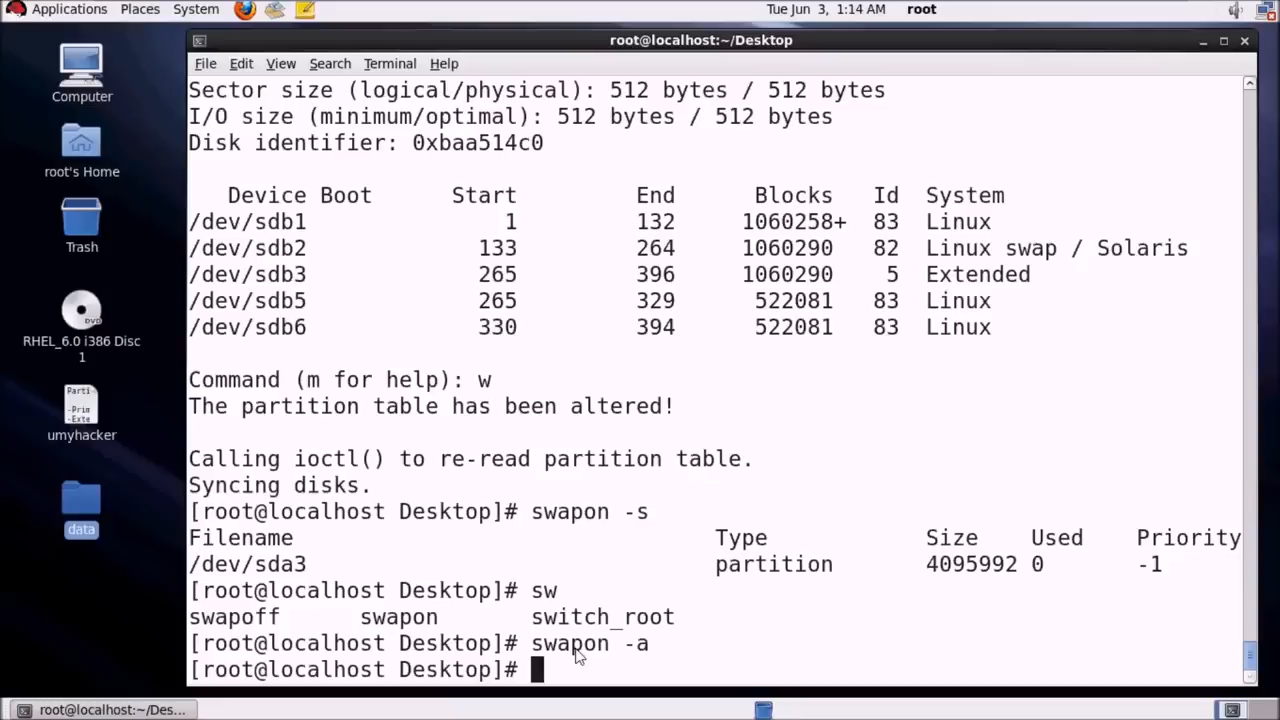 Applications Places System Tue Jun 3, 1:14 AM root
root@localhost:~/Desktop
File Edit View Search Terminal Help
Computer
root's Home
Trash
DVD
RHEL_6.0 i386 Disc
1
Parti
-Prim
-Exte
umyhacker
data
Sector size (logical/physical): 512 bytes / 512 bytes
I/O size (minimum/optimal): 512 bytes / 512 bytes
Disk identifier: 0xbaa514c0
Device Boot Start End Blocks Id System
/dev/sdb1 1 132 1060258+ 83 Linux
/dev/sdb2 133 264 1060290 82 Linux swap / Solaris
/dev/sdb3 265 396 1060290 5 Extended
/dev/sdb5 265 329 522081 83 Linux
/dev/sdb6 330 394 522081 83 Linux
Command (m for help): w
The partition table has been altered!
Calling ioctl() to re-read partition table.
Syncing disks.
[root@localhost Desktop]# swapon -s
Filename Type Size Used Priority
/dev/sda3 partition 4095992 0 -1
[root@localhost Desktop]# sw
swapoff swapon switch_root
[root@localhost Desktop]# swapon -a
[root@localhost Desktop]#
root@localhost:~/Des...